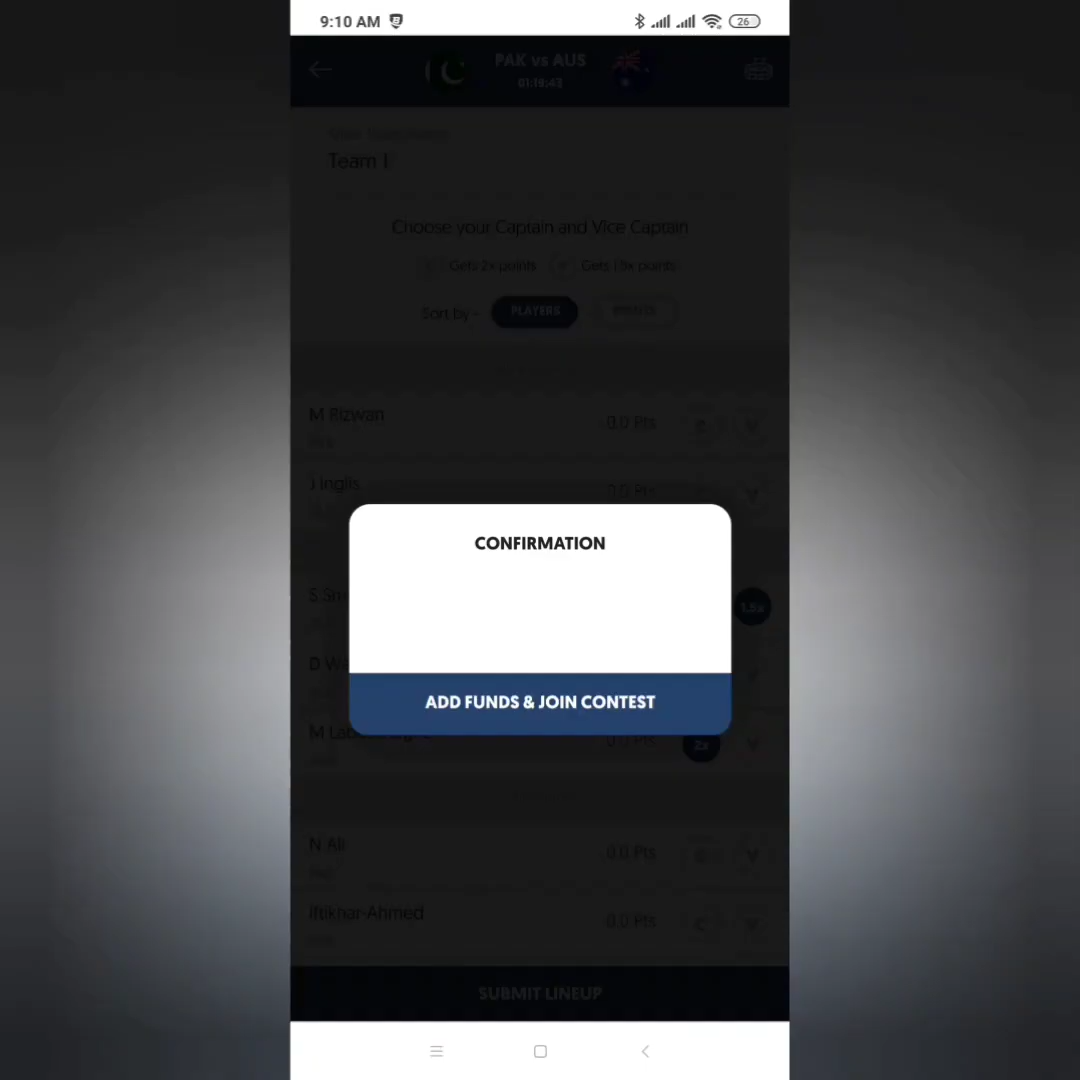 9:10 AM
26
PAK vs AUS
01:19:43
Team 1
Choose your Captain and Vice Captain
Gets 2x points Gets 1.5x points
Sort by - PLAYERS POINTS
M Rizwan 0.0 Pts C V
J Inglis 0.0 Pts
CONFIRMATION
1.5x
ADD FUNDS & JOIN CONTEST
0.0 Pts 2x V
N Ali 0.0 Pts C V
Iftikhar Ahmed 0.0 Pts C V
SUBMIT LINEUP